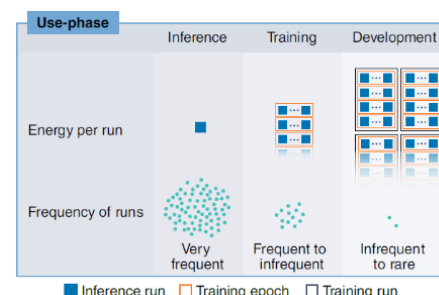 Use-phase
Inference Training Development
Energy per run
Frequency of runs
Very frequent
Frequent to infrequent
Infrequent to rare
Inference run Training epoch Training run